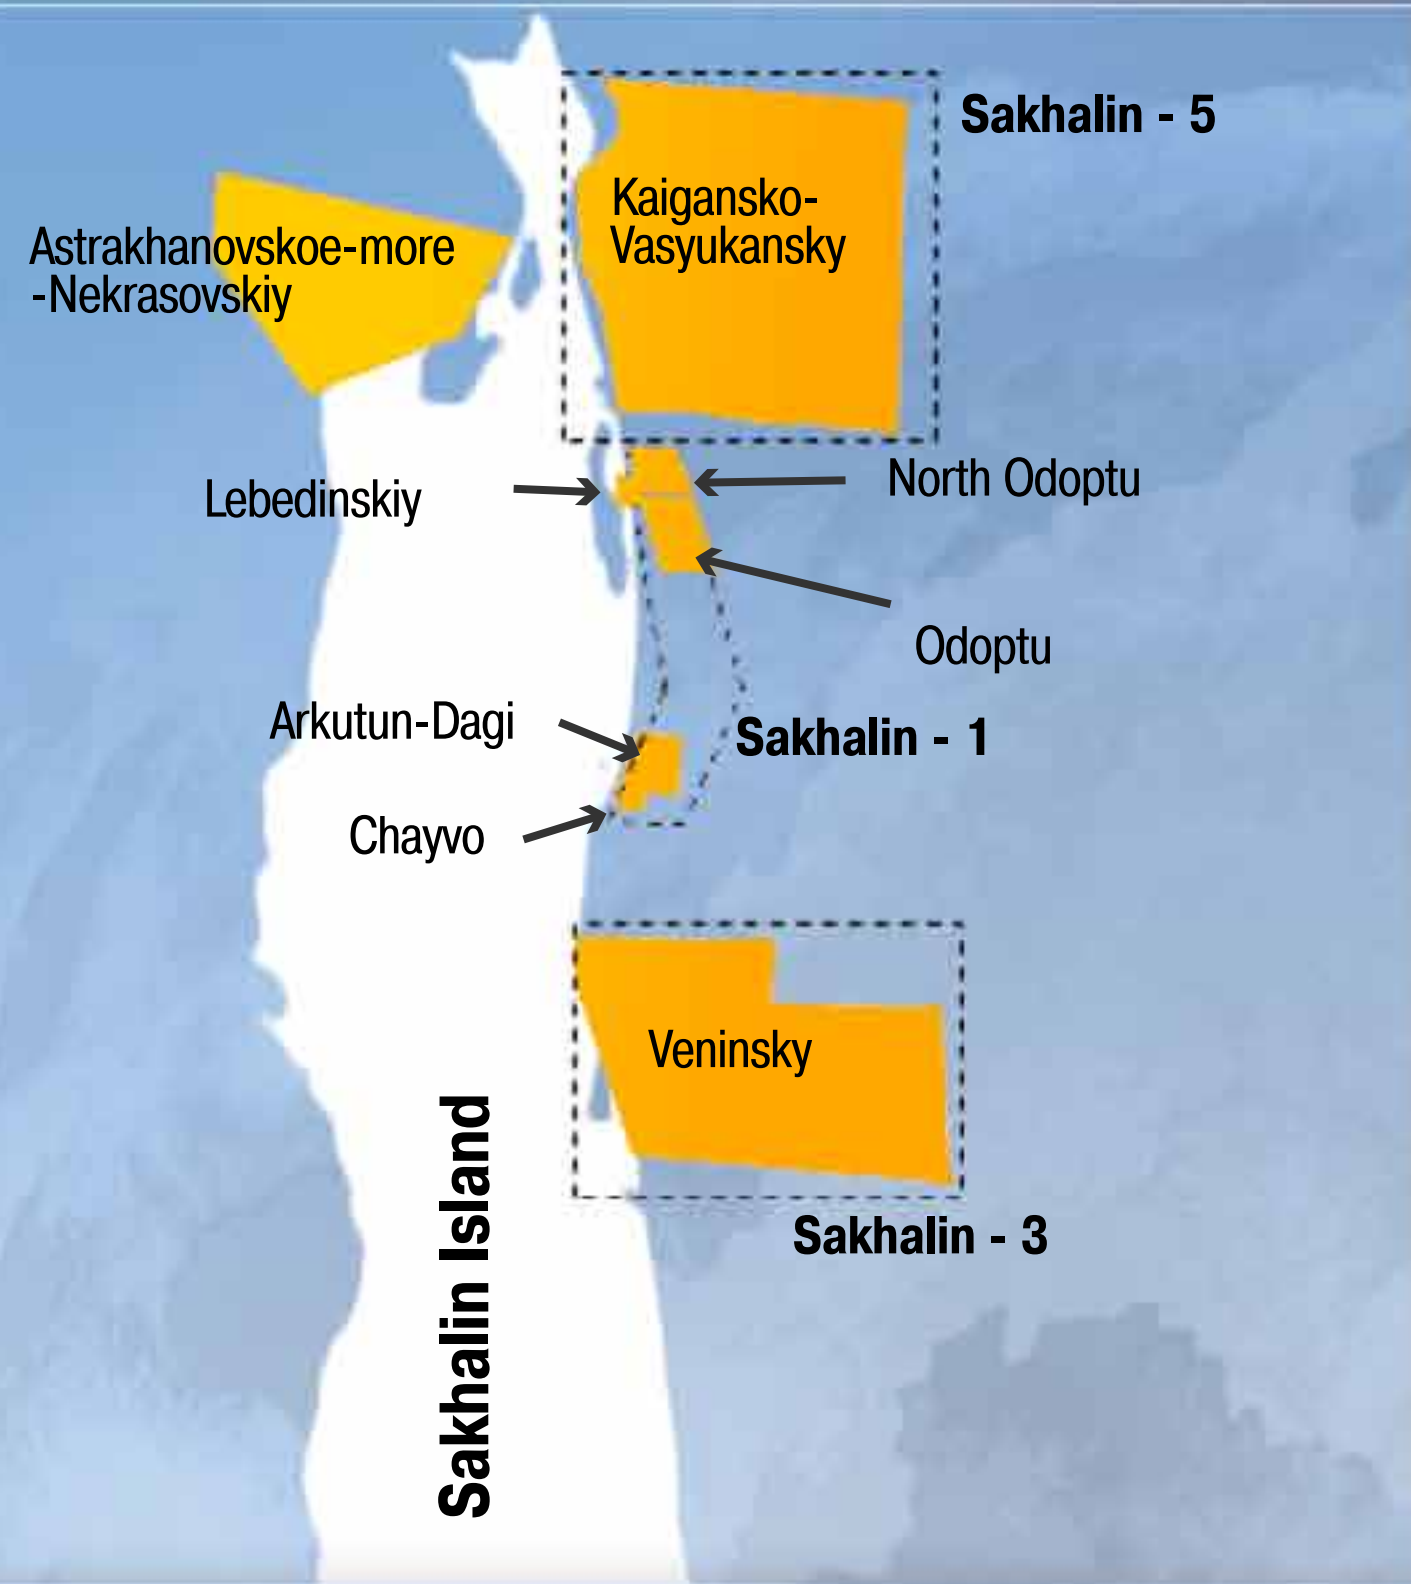 Sakhalin - 5
Kaigansko-
Vasyukansky
Astrakhanovskoe-more
-Nekrasovskiy
Lebedinskiy
North Odoptu
Odoptu
Arkutun-Dagi
Sakhalin - 1
Chayvo
Veninsky
Sakhalin - 3
Sakhalin Island